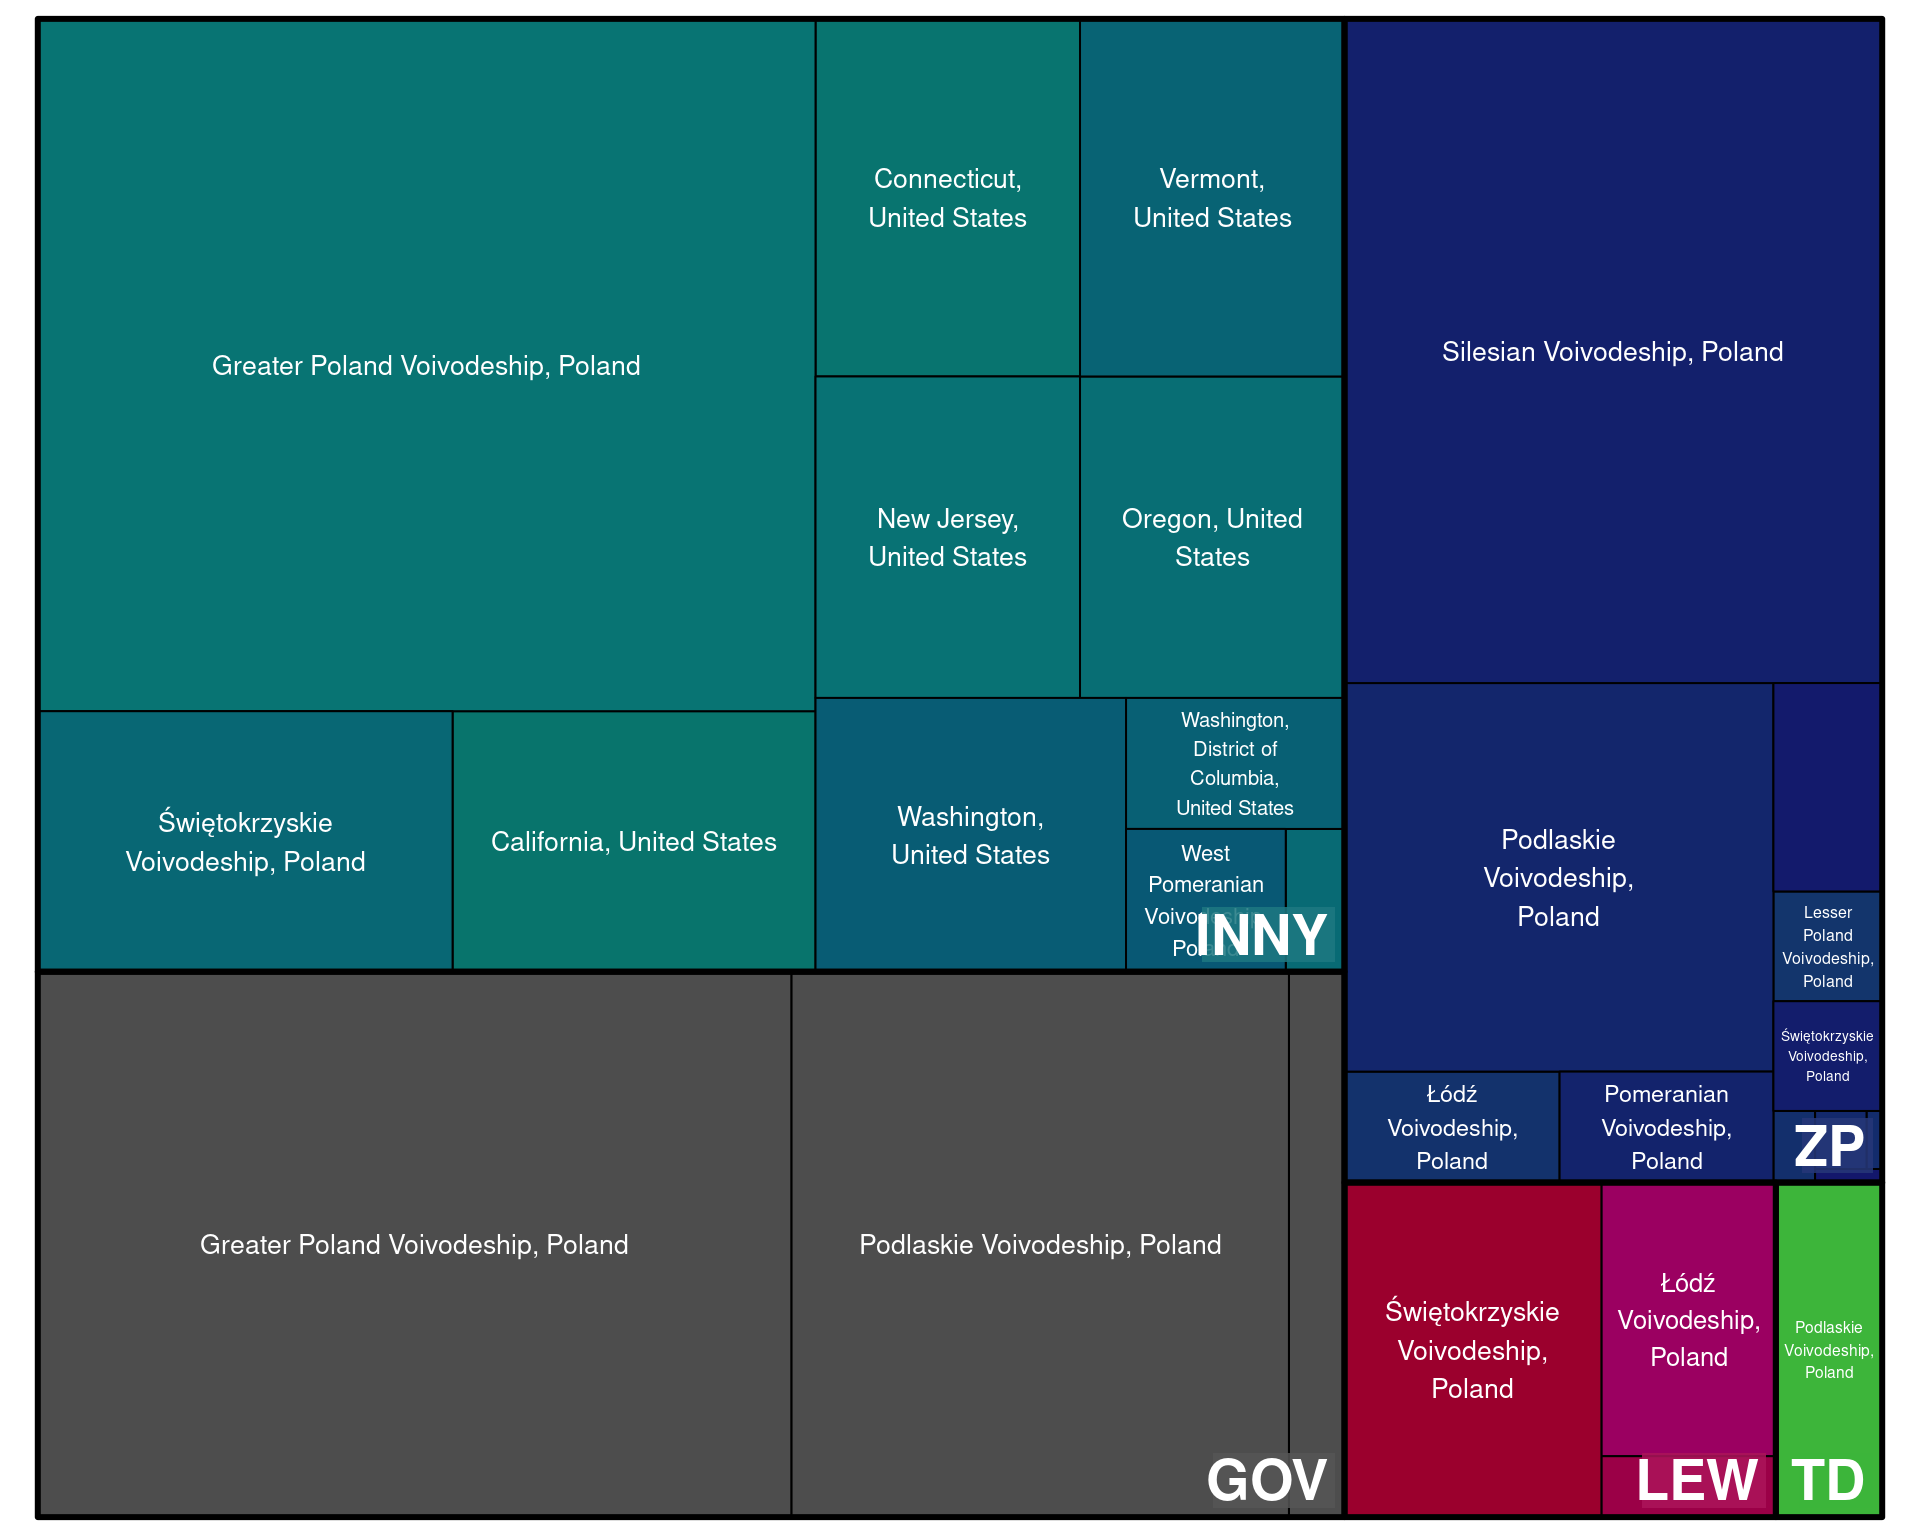 Greater Poland Voivodeship, Poland
Connecticut,
United States
Vermont,
United States
New Jersey,
United States
Oregon, United
States
Świętokrzyskie
Voivodeship, Poland
California, United States
Washington,
United States
Washington,
District of
Columbia,
United States
West
Pomeranian
INNY
Silesian Voivodeship, Poland
Podlaskie
Voivodeship,
Poland
Lesser
Poland
Voivodeship,
Poland
Świętokrzyskie
Voivodeship,
Poland
Łódź
Voivodeship,
Poland
Pomeranian
Voivodeship,
Poland
ZP
Greater Poland Voivodeship, Poland
Podlaskie Voivodeship, Poland
GOV
Świętokrzyskie
Voivodeship,
Poland
Łódź
Voivodeship,
Poland
LEW
Podlaskie
Voivodeship,
Poland
TD